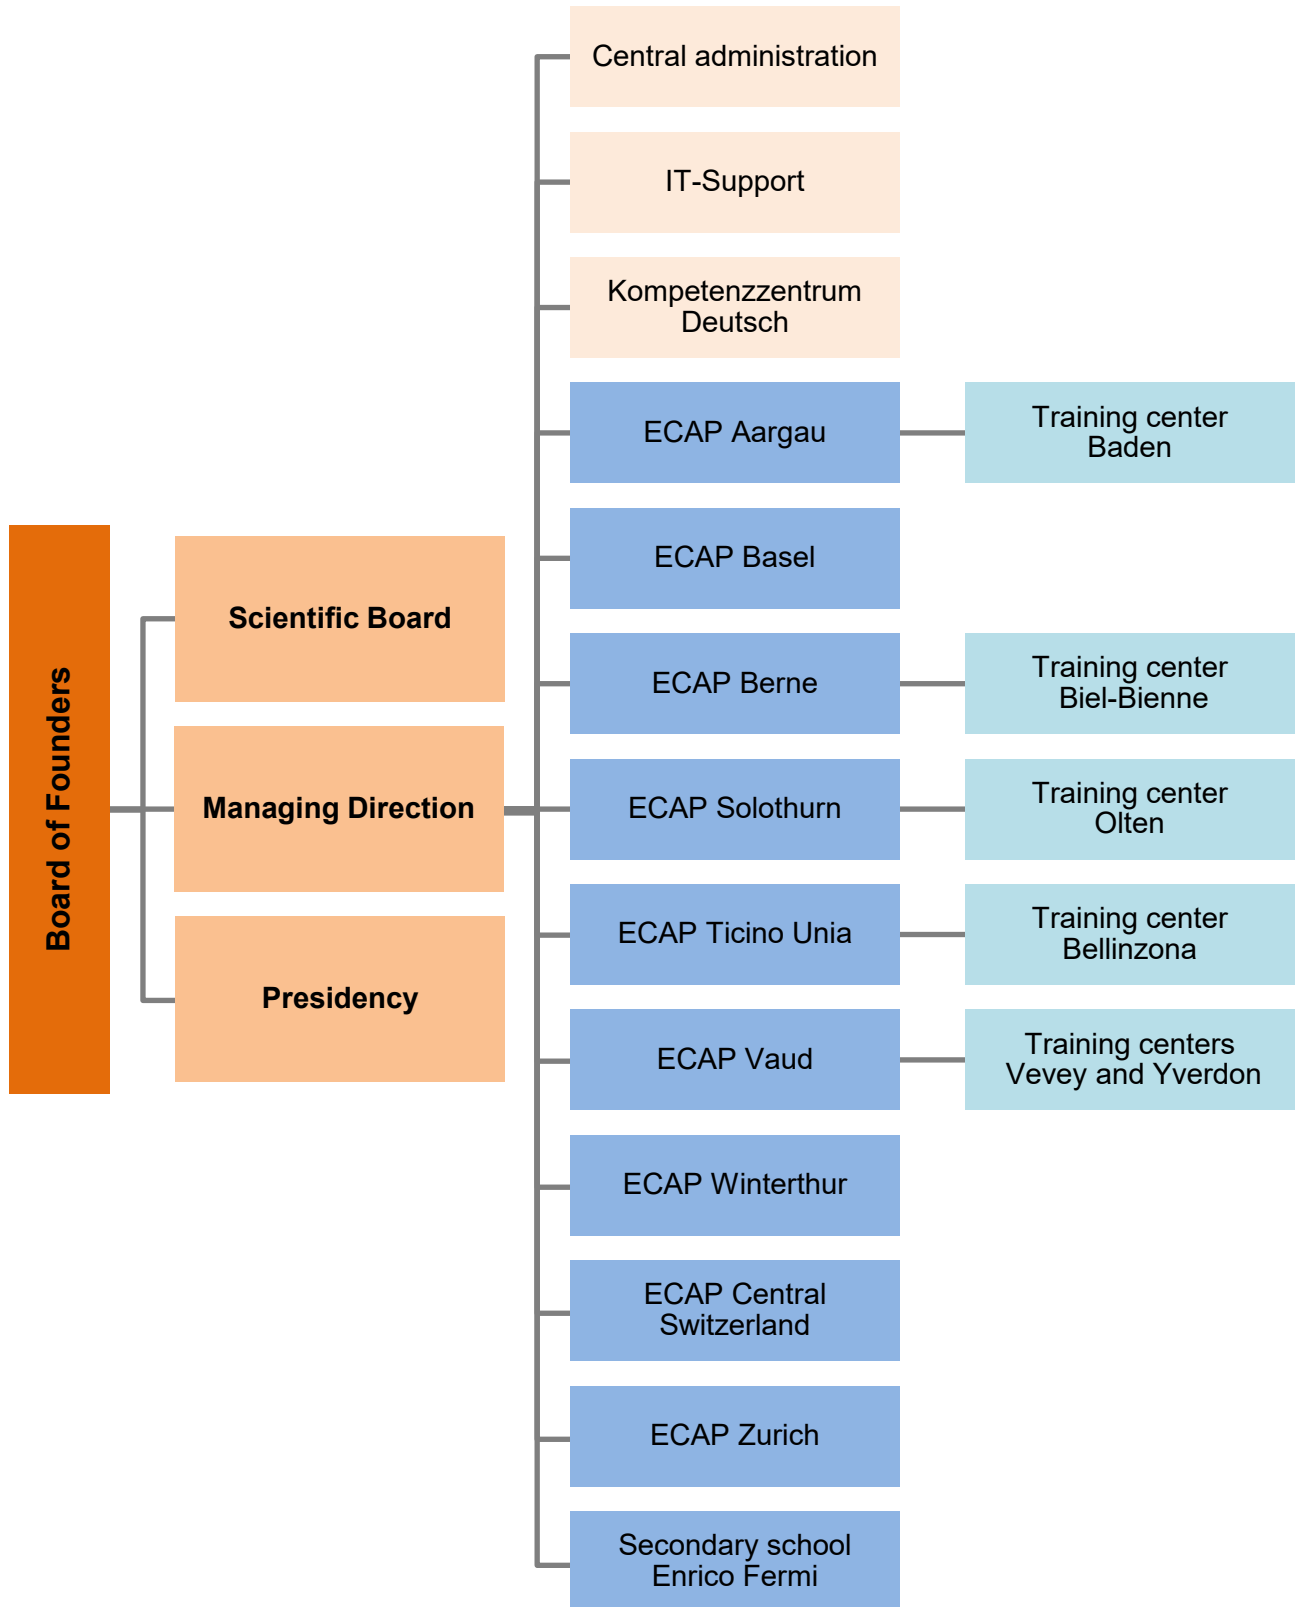 Board of Founders
Scientific Board
Managing Direction
Presidency
Central administration
IT-Support
Kompetenzzentrum
Deutsch
ECAP Aargau
Training center
Baden
ECAP Basel
ECAP Berne
Training center
Biel-Bienne
ECAP Solothurn
Training center
Olten
ECAP Ticino Unia
Training center
Bellinzona
ECAP Vaud
Training centers
Vevey and Yverdon
ECAP Winterthur
ECAP Central
Switzerland
ECAP Zurich
Secondary school
Enrico Fermi